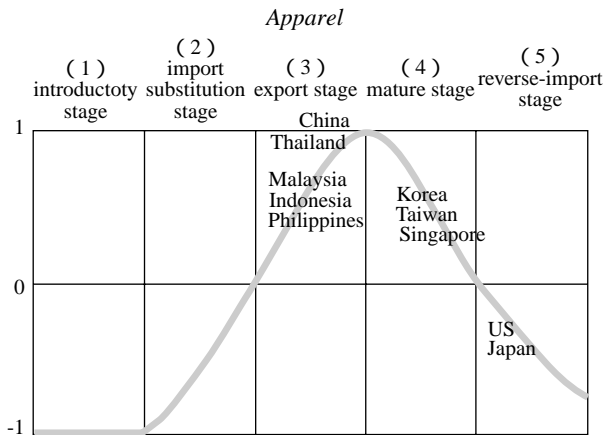 Apparel
( 1 )
introductoty
stage
( 2 )
import
substitution
stage
( 3 )
export stage
( 4 )
mature stage
( 5 )
reverse-import
stage
1
China
Thailand
Malaysia
Indonesia
Philippines
Korea
Taiwan
Singapore
0
US
Japan
-1